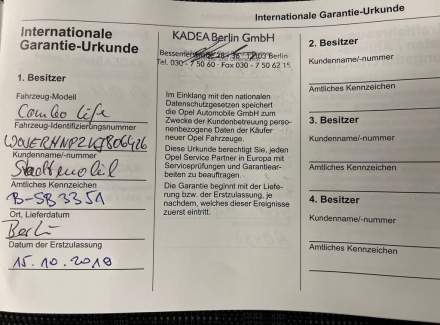 Internationale Garantie-Urkunde
Internationale
Garantie-Urkunde
1. Besitzer
Fahrzeug-Modell
Combo Life
Fahrzeug-Identifizierungsnummer
Kundenname/-nummer
Stadtmobil
Amtliches Kennzeichen
B-SB 3351
Ort, Lieferdatum
Berlin
Datum der Erstzulassung
15.10.2019
KADEA Berlin GmbH
Berlin
Tel. 030 - 7 50 60 · Fax 030 - 7 50 62 15
Im Einklang mit den nationalen
Datenschutzgesetzen speichert
die Opel Automobile GmbH zum
Zwecke der Kundenbetreuung perso-
nenbezogene Daten der Käufer
neuer Opel Fahrzeuge.
Diese Urkunde berechtigt Sie, jeden
Opel Service Partner in Europa mit
Serviceprüfungen und Garantiear-
beiten zu beauftragen.
Die Garantie beginnt mit der Liefe-
rung bzw. der Erstzulassung, je
nachdem, welches dieser Ereignisse
zuerst eintritt.
2. Besitzer
Kundenname/-nummer
Amtliches Kennzeichen
3. Besitzer
Kundenname/-nummer
Amtliches Kennzeichen
4. Besitzer
Kundenname/-nummer
Amtliches Kennzeichen